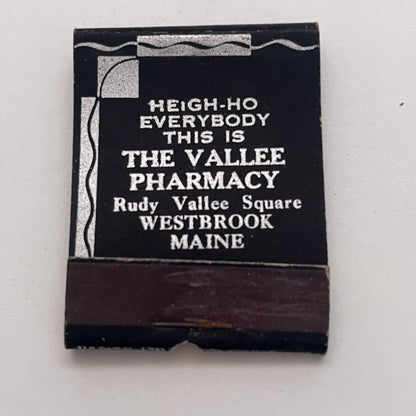 HEIGH-HO
EVERYBODY
THIS IS
THE VALLEE
PHARMACY
Rudy Vallee Square
WESTBROOK
MAINE